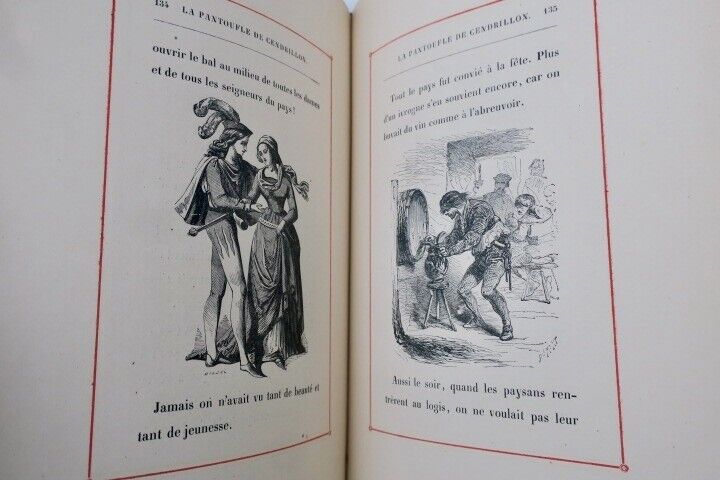 134 LA PANTOUFLE DE CENDRILLON.
ouvrir le bal au milieu de toutes les dames
et de tous les seigneurs du pays!
Jamais on n'avait vu tant de beauté et
tant de jeunesse.
LA PANTOUFLE DE CENDRILLON. 135
Tout le pays fut convié à la fête. Plus
d'un ivrogne s'en souvient encore, car on
buvait du vin comme à l'abreuvoir.
Aussi le soir, quand les paysans ren-
trèrent au logis, on ne voulait pas leur